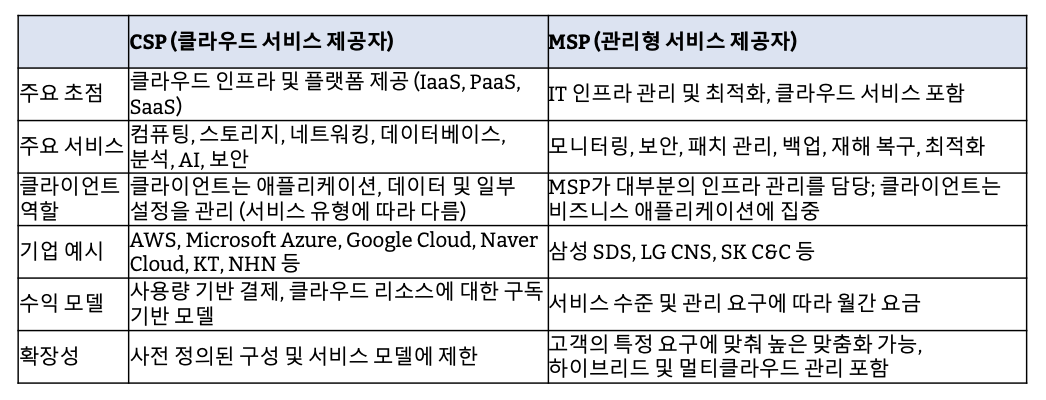 CSP (클라우드 서비스 제공자)
MSP (관리형 서비스 제공자)
주요 초점
클라우드 인프라 및 플랫폼 제공 (IaaS, PaaS,
SaaS)
IT 인프라 관리 및 최적화, 클라우드 서비스 포함
주요 서비스
컴퓨팅, 스토리지, 네트워킹, 데이터베이스,
분석, AI, 보안
모니터링, 보안, 패치 관리, 백업, 재해 복구, 최적화
클라이언트
역할
클라이언트는 애플리케이션, 데이터 및 일부
설정을 관리 (서비스 유형에 따라 다름)
MSP가 대부분의 인프라 관리를 담당; 클라이언트는
비즈니스 애플리케이션에 집중
기업 예시
AWS, Microsoft Azure, Google Cloud, Naver
Cloud, KT, NHN 등
삼성 SDS, LG CNS, SK C&C 등
수익 모델
사용량 기반 결제, 클라우드 리소스에 대한 구독
기반 모델
서비스 수준 및 관리 요구에 따라 월간 요금
확장성
사전 정의된 구성 및 서비스 모델에 제한
고객의 특정 요구에 맞춰 높은 맞춤화 가능,
하이브리드 및 멀티클라우드 관리 포함